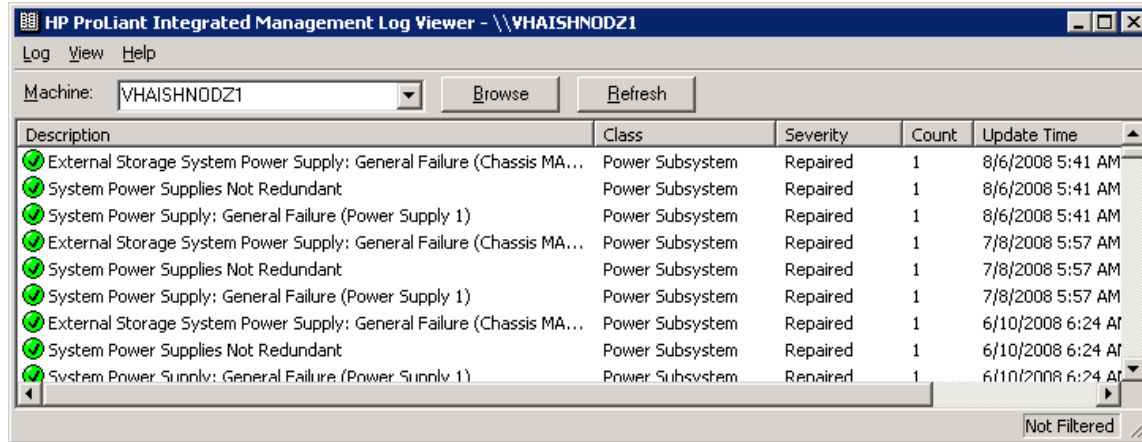 HP ProLiant Integrated Management Log Viewer - \\VHAISHNODZ1
Log View Help
Machine: VHAISHNODZ1 Browse Refresh
Description Class Severity Count Update Time
External Storage System Power Supply: General Failure (Chassis MA... Power Subsystem Repaired 1 8/6/2008 5:41 AM
System Power Supplies Not Redundant Power Subsystem Repaired 1 8/6/2008 5:41 AM
System Power Supply: General Failure (Power Supply 1) Power Subsystem Repaired 1 8/6/2008 5:41 AM
External Storage System Power Supply: General Failure (Chassis MA... Power Subsystem Repaired 1 7/8/2008 5:57 AM
System Power Supplies Not Redundant Power Subsystem Repaired 1 7/8/2008 5:57 AM
System Power Supply: General Failure (Power Supply 1) Power Subsystem Repaired 1 7/8/2008 5:57 AM
External Storage System Power Supply: General Failure (Chassis MA... Power Subsystem Repaired 1 6/10/2008 6:24 AM
System Power Supplies Not Redundant Power Subsystem Repaired 1 6/10/2008 6:24 AM
System Power Supply: General Failure (Power Supply 1) Power Subsystem Repaired 1 6/10/2008 6:24 AM
Not Filtered